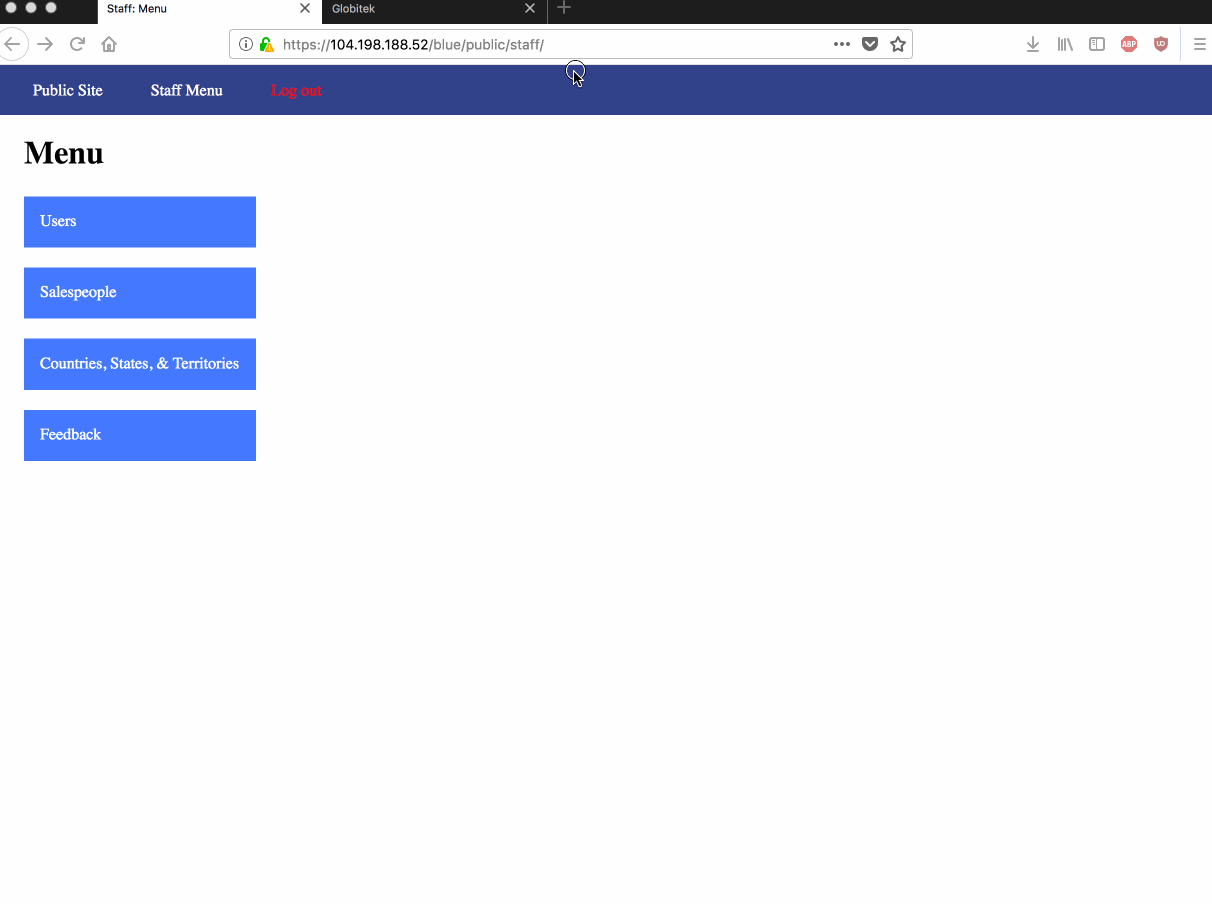 Staff: Menu
Globitek
https://104.198.188.52/blue/public/staff/
ABP
Public Site
Staff Menu
Log out
Menu
Users
Salespeople
Countries, States, & Territories
Feedback